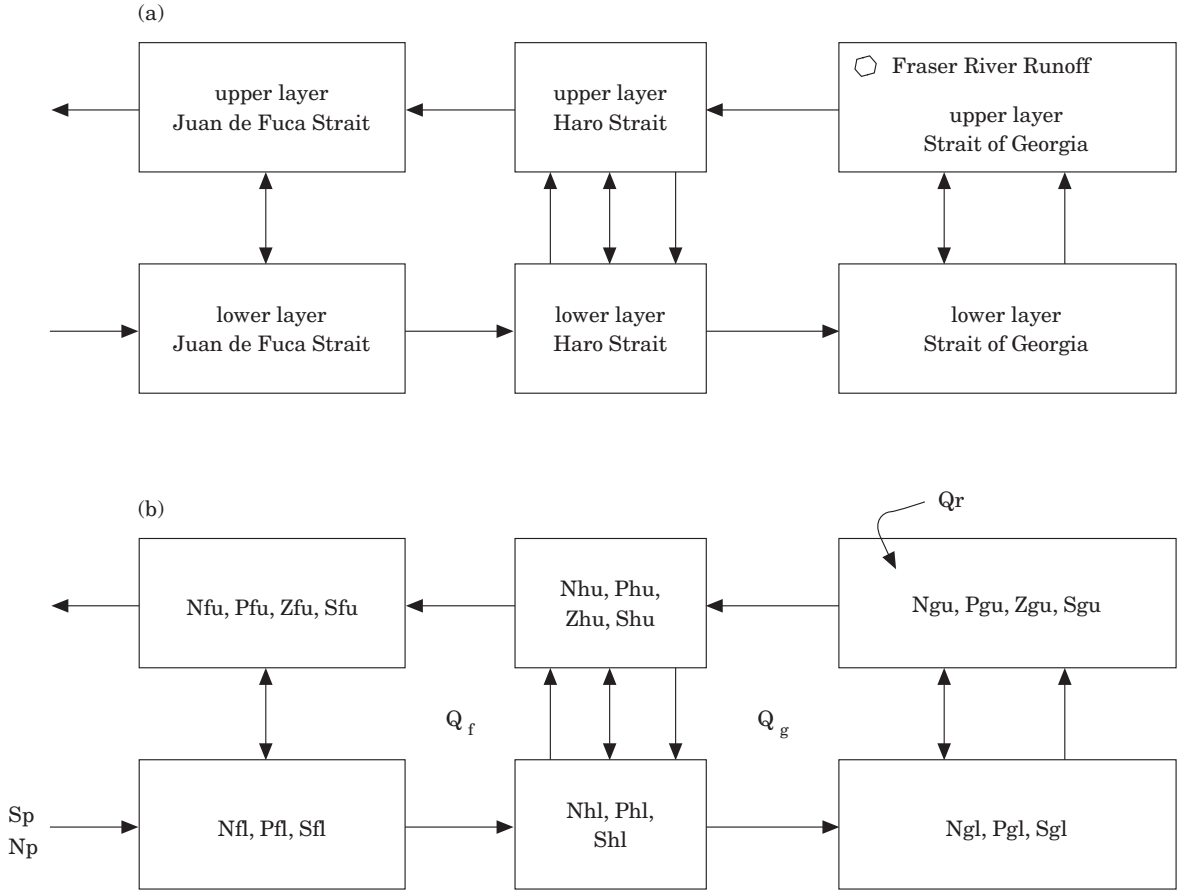 (a)
upper layer
Juan de Fuca Strait
upper layer
Haro Strait
Fraser River Runoff
upper layer
Strait of Georgia
lower layer
Juan de Fuca Strait
lower layer
Haro Strait
lower layer
Strait of Georgia
(b)
Qr
Nfu, Pfu, Zfu, Sfu
Nhu, Phu,
Zhu, Shu
Ngu, Pgu, Zgu, Sgu
Q f
Q g
Sp
Np
Nfl, Pfl, Sfl
Nhl, Phl,
Shl
Ngl, Pgl, Sgl